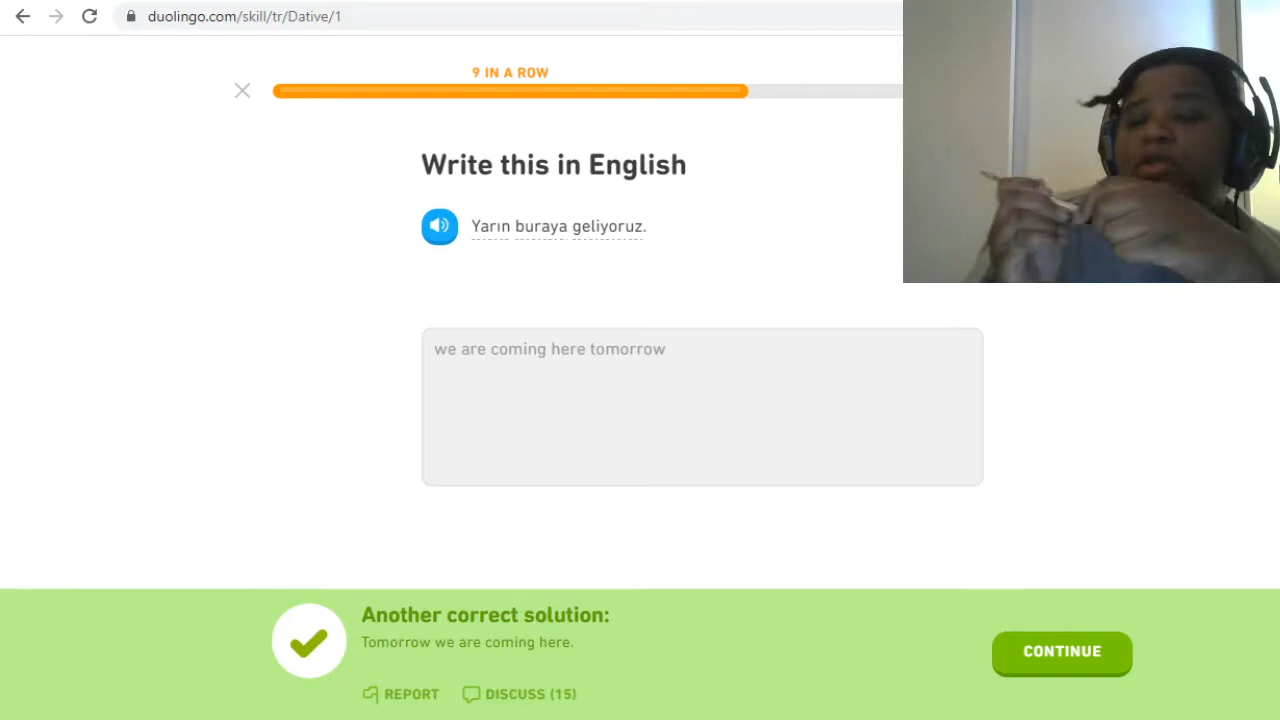 duolingo.com/skill/tr/Dative/1
9 IN A ROW
Write this in English
Yarın buraya geliyoruz.
we are coming here tomorrow
Another correct solution:
Tomorrow we are coming here.
CONTINUE
REPORT DISCUSS (15)